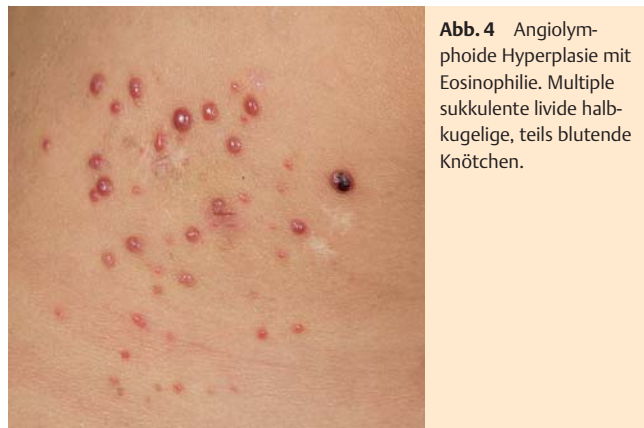 Abb. 4 Angiolym-
phoide Hyperplasie mit
Eosinophilie. Multiple
sukkulente livide halb-
kugelige, teils blutende
Knötchen.